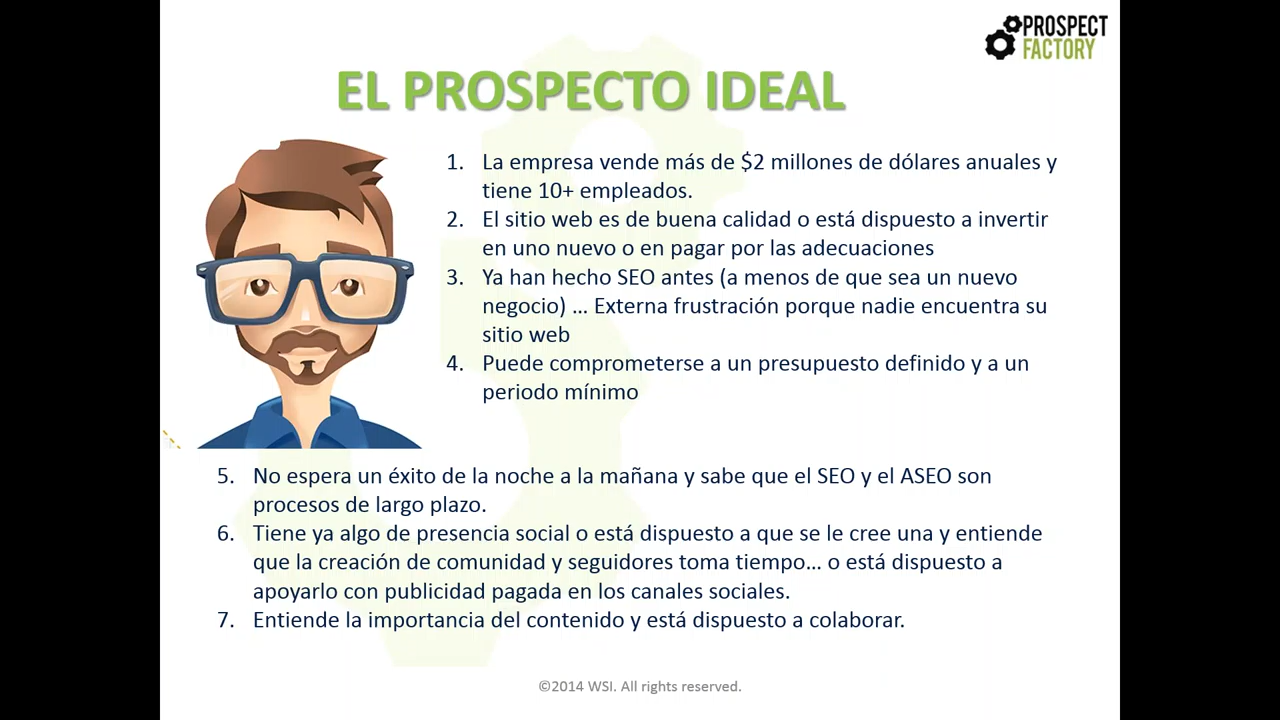 PROSPECT
FACTORY
EL PROSPECTO IDEAL
1. La empresa vende más de $2 millones de dólares anuales y
tiene 10+ empleados.
2. El sitio web es de buena calidad o está dispuesto a invertir
en uno nuevo o en pagar por las adecuaciones
3. Ya han hecho SEO antes (a menos de que sea un nuevo
negocio) … Externa frustración porque nadie encuentra su
sitio web
4. Puede comprometerse a un presupuesto definido y a un
periodo mínimo
5. No espera un éxito de la noche a la mañana y sabe que el SEO y el ASEO son
procesos de largo plazo.
6. Tiene ya algo de presencia social o está dispuesto a que se le cree una y entiende
que la creación de comunidad y seguidores toma tiempo… o está dispuesto a
apoyarlo con publicidad pagada en los canales sociales.
7. Entiende la importancia del contenido y está dispuesto a colaborar.
©2014 WSI. All rights reserved.